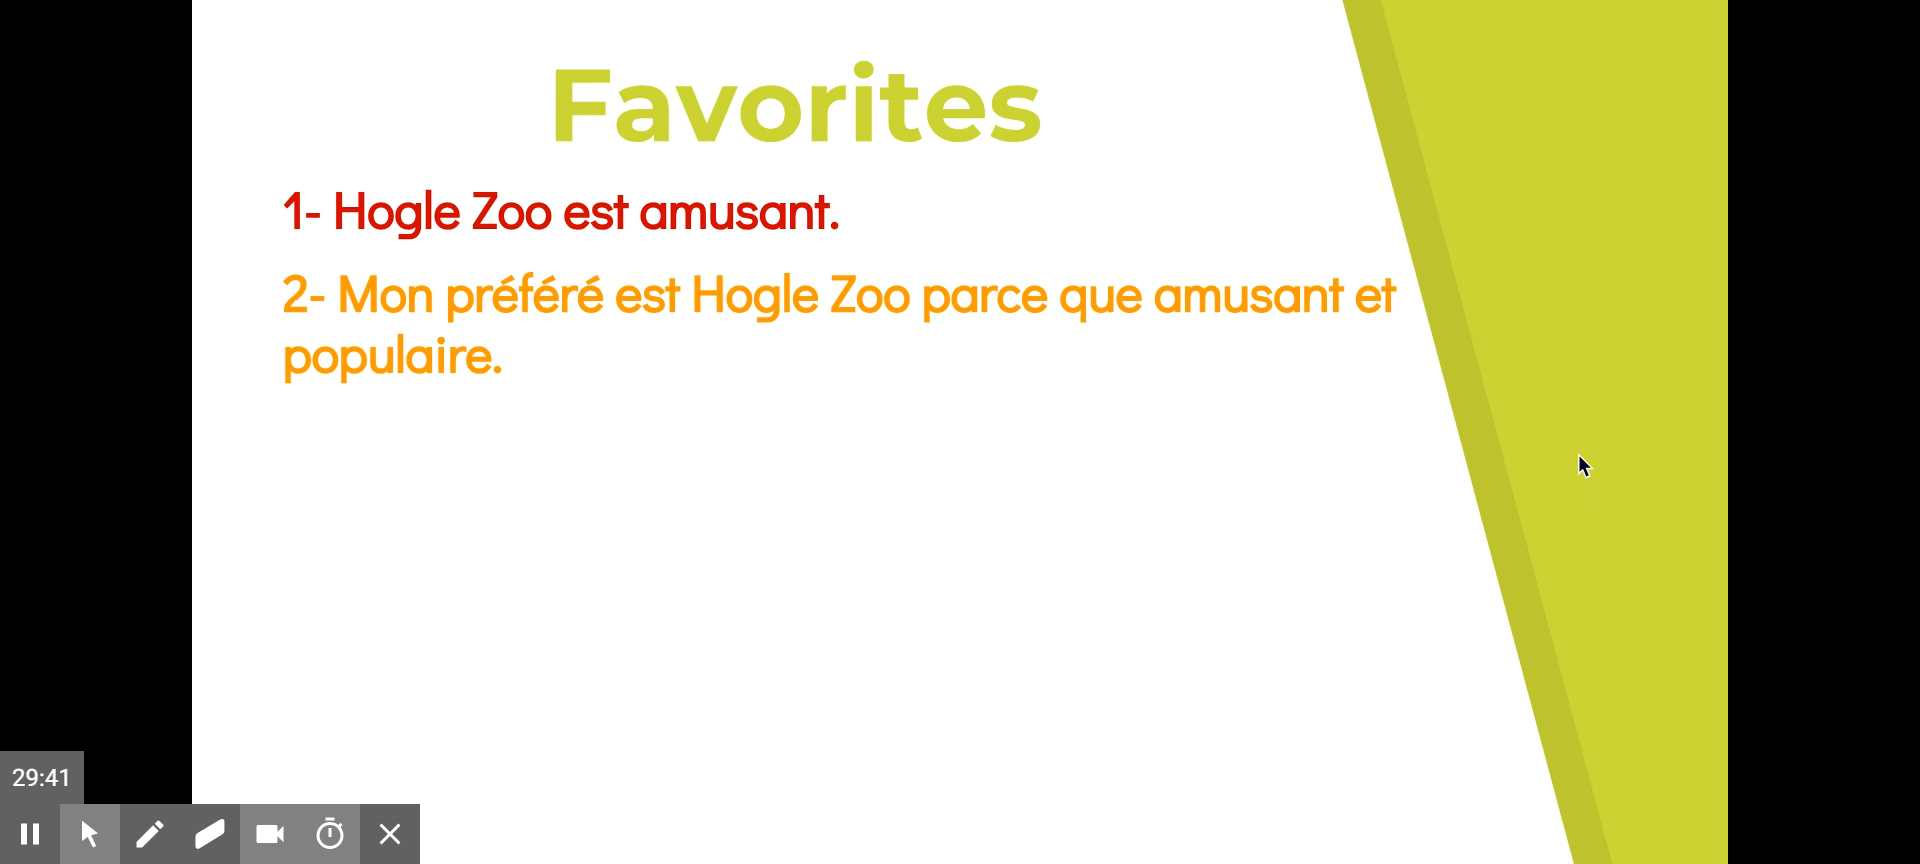 Favorites
1- Hogle Zoo est amusant.
2- Mon préféré est Hogle Zoo parce que amusant et
populaire.
29:41